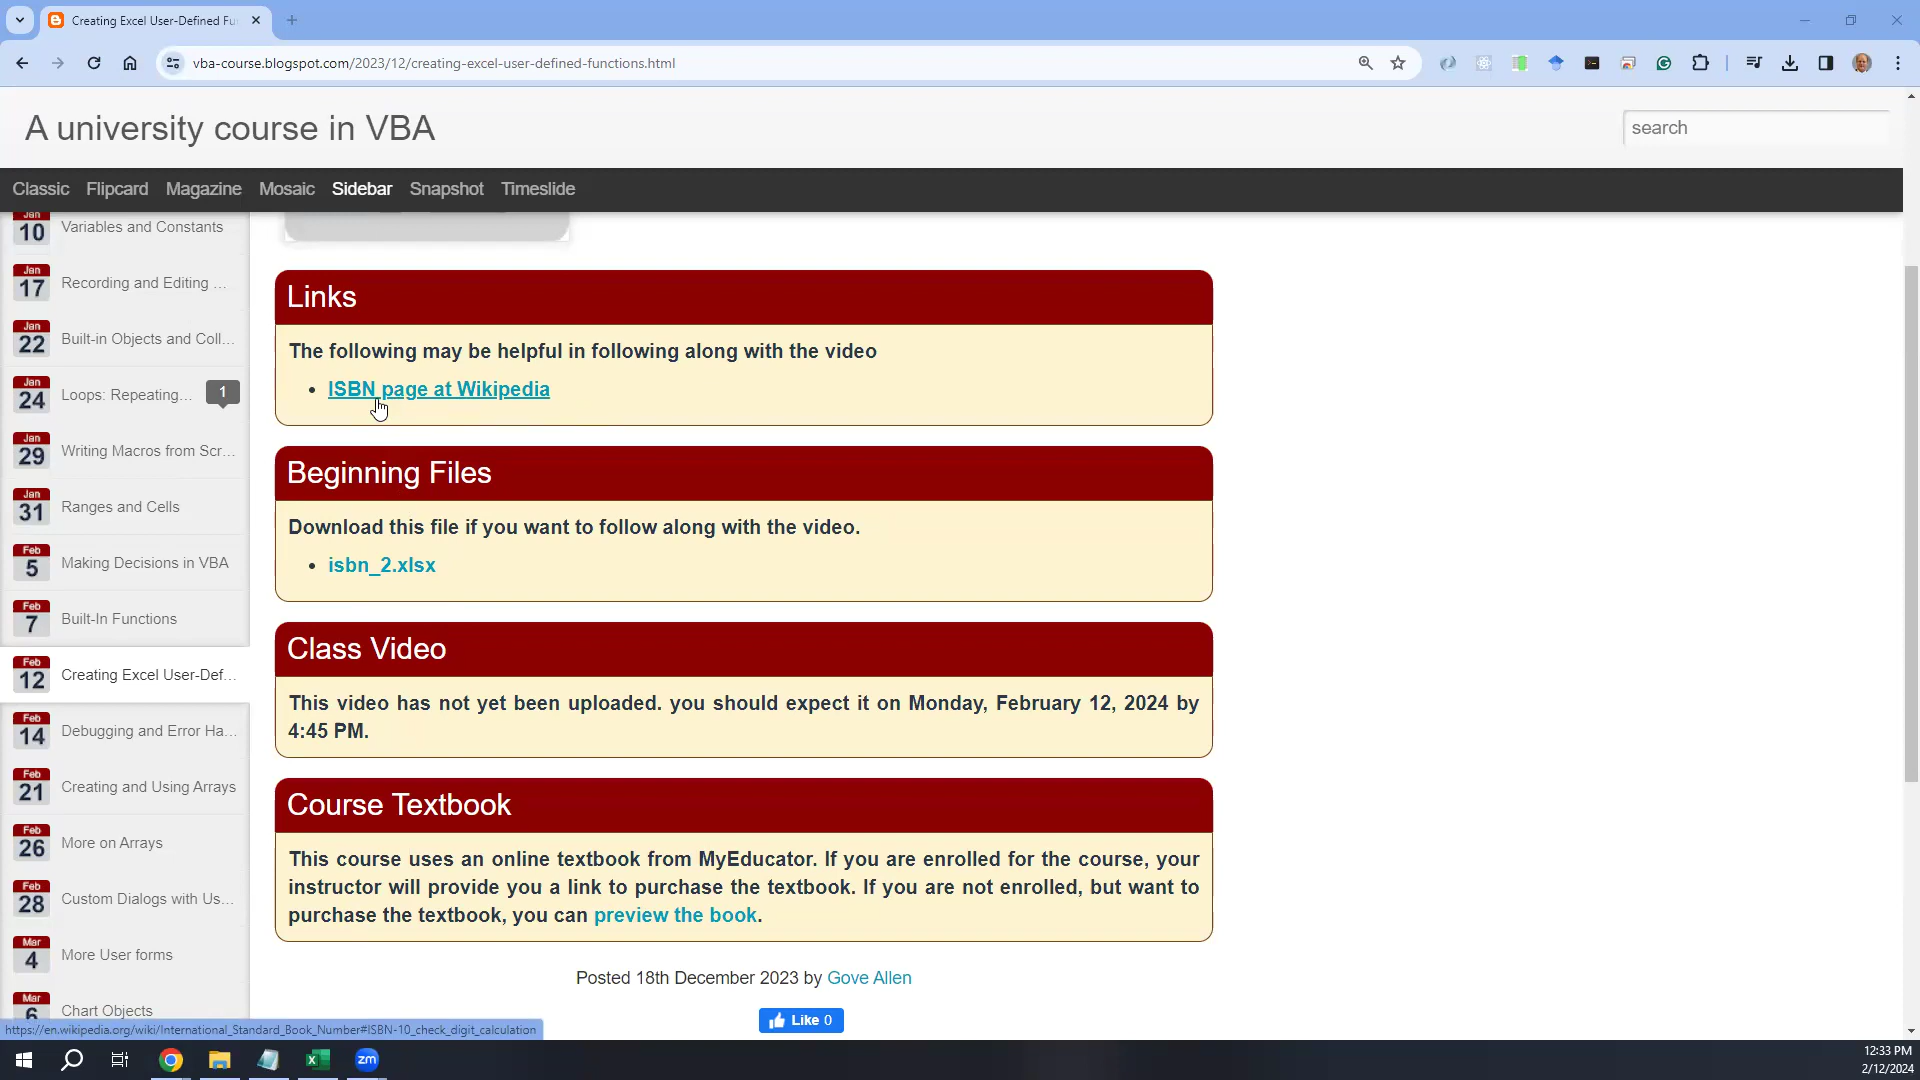 Creating Excel User-Defined Fu
vba-course.blogspot.com/2023/12/creating-excel-user-defined-functions.html
A university course in VBA
search
Classic Flipcard Magazine Mosaic Sidebar Snapshot Timeslide
Jan 10 Variables and Constants
Jan 17 Recording and Editing ...
Jan 22 Built-in Objects and Coll...
Jan 24 Loops: Repeating... 1
Jan 29 Writing Macros from Scr...
Jan 31 Ranges and Cells
Feb 5 Making Decisions in VBA
Feb 7 Built-In Functions
Feb 12 Creating Excel User-Def...
Feb 14 Debugging and Error Ha...
Feb 21 Creating and Using Arrays
Feb 26 More on Arrays
Feb 28 Custom Dialogs with Us...
Mar 4 More User forms
Mar 6 Chart Objects
Links
The following may be helpful in following along with the video
• ISBN page at Wikipedia
Beginning Files
Download this file if you want to follow along with the video.
• isbn_2.xlsx
Class Video
This video has not yet been uploaded. you should expect it on Monday, February 12, 2024 by
4:45 PM.
Course Textbook
This course uses an online textbook from MyEducator. If you are enrolled for the course, your
instructor will provide you a link to purchase the textbook. If you are not enrolled, but want to
purchase the textbook, you can preview the book.
Posted 18th December 2023 by Gove Allen
Like 0
https://en.wikipedia.org/wiki/International_Standard_Book_Number#ISBN-10_check_digit_calculation
zm
12:33 PM
2/12/2024